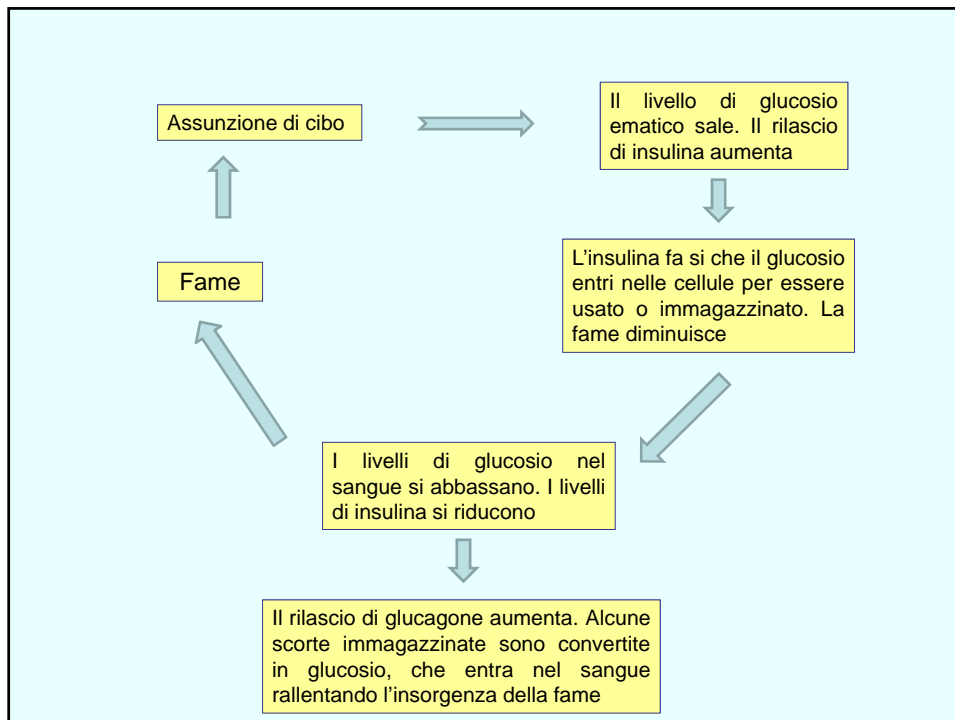 Assunzione di cibo
Il livello di glucosio
ematico sale. Il rilascio
di insulina aumenta
L'insulina fa si che il glucosio
entri nelle cellule per essere
usato o immagazzinato. La
fame diminuisce
Fame
I livelli di glucosio nel
sangue si abbassano. I livelli
di insulina si riducono
Il rilascio di glucagone aumenta. Alcune
scorte immagazzinate sono convertite
in glucosio, che entra nel sangue
rallentando l'insorgenza della fame